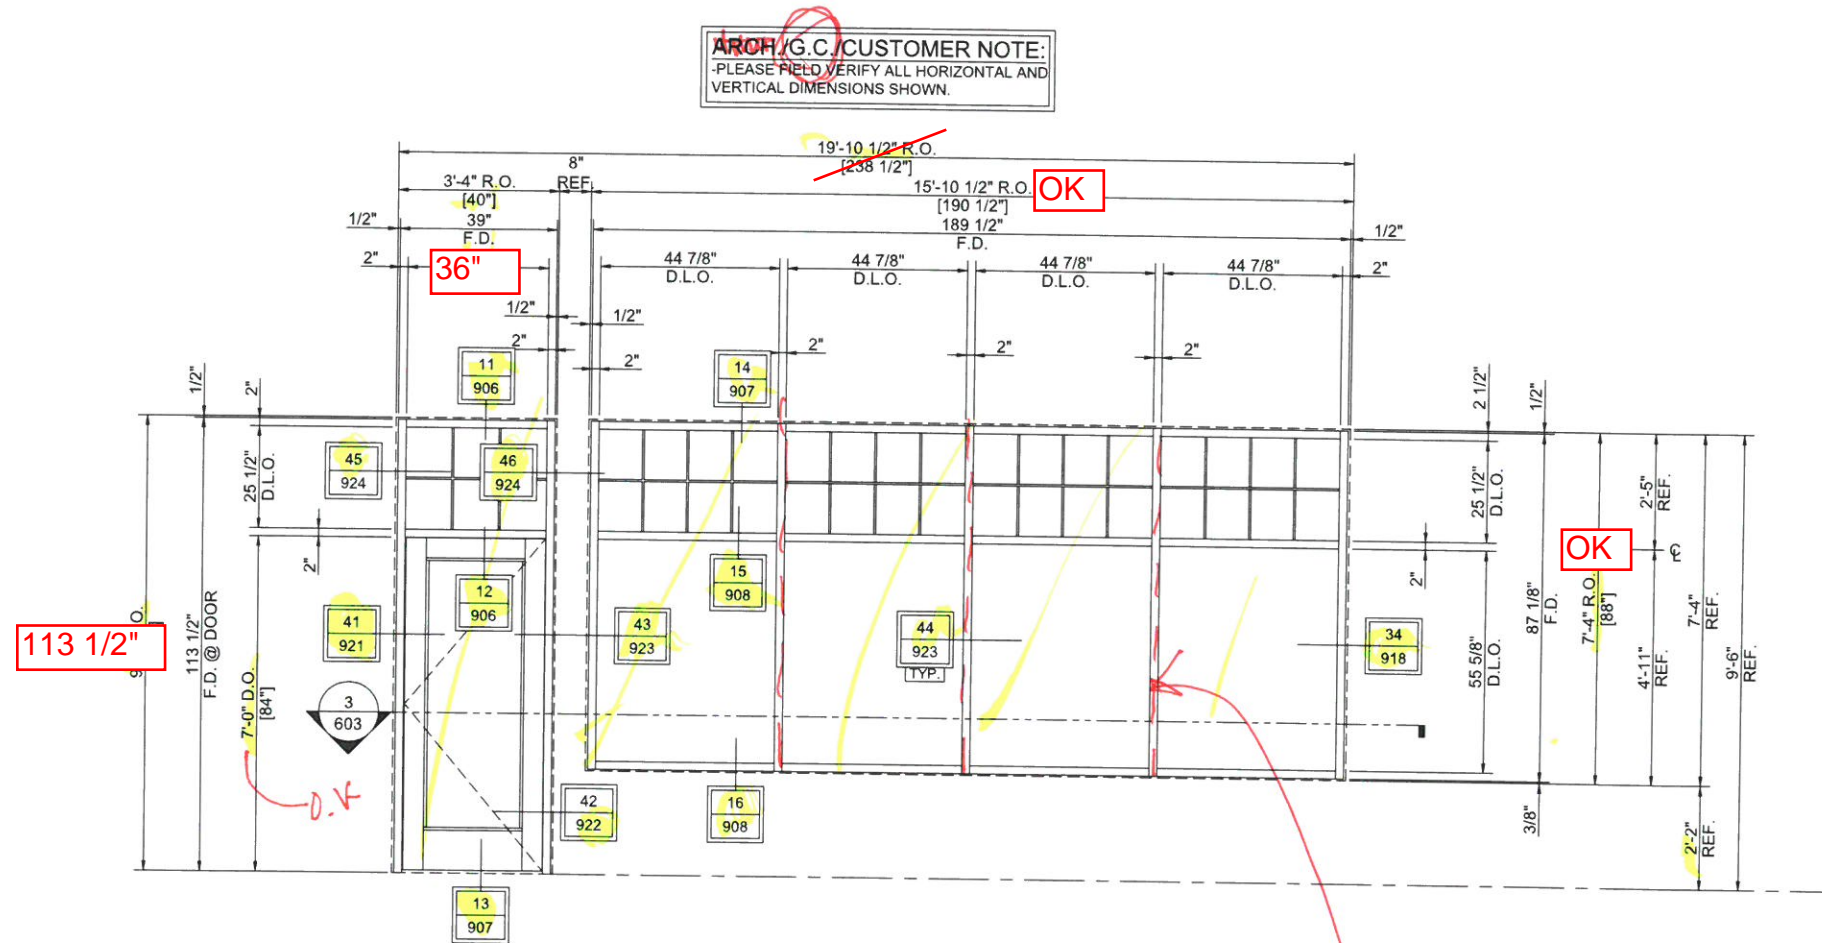 ARCH./G.C./CUSTOMER NOTE:
-PLEASE FIELD VERIFY ALL HORIZONTAL AND
VERTICAL DIMENSIONS SHOWN.
19'-10 1/2" R.O.
[238 1/2"]
8"
REF.
3'-4" R.O.
[40"]
15'-10 1/2" R.O.
[190 1/2"]
OK
1/2"
39"
F.D.
189 1/2"
F.D.
1/2"
2"
36"
44 7/8"
D.L.O.
44 7/8"
D.L.O.
44 7/8"
D.L.O.
44 7/8"
D.L.O.
2"
1/2"
1/2"
2"
2"
2"
2"
2"
1/2"
2"
11
906
14
907
2 1/2"
1/2"
25 1/2"
D.L.O.
45
924
46
924
25 1/2"
D.L.O.
2'-5"
REF.
2"
OK
2"
12
906
15
908
41
921
43
923
44
923
TYP.
34
918
113 1/2"
113 1/2"
F.D. @ DOOR
7'-0" D.O.
[84"]
3
603
55 5/8"
D.L.O.
87 1/8"
F.D.
7'-4" R.O.
[88"]
4'-11"
REF.
7'-4"
REF.
9'-6"
REF.
O.K
42
922
16
908
3/8"
2'-2"
REF.
13
907